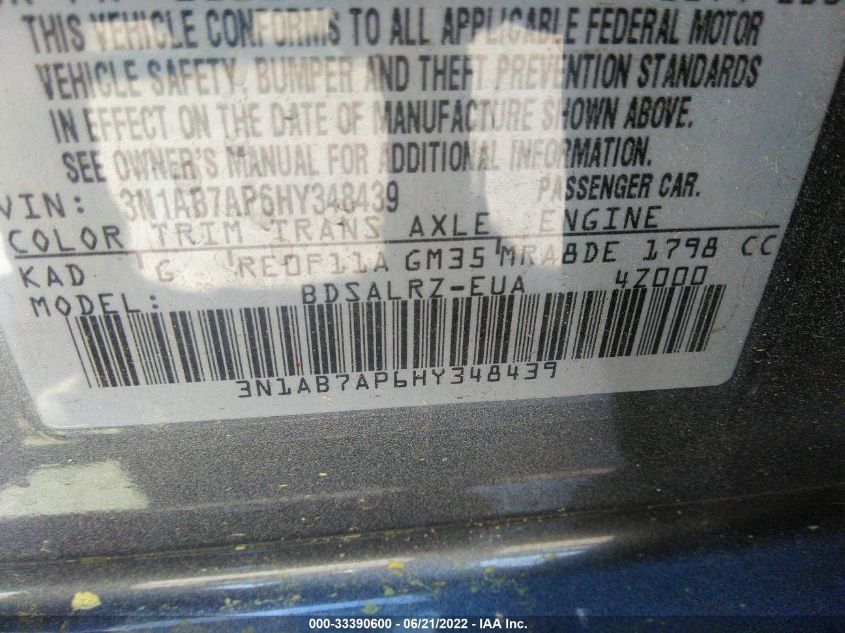 THIS VEHICLE CONFORMS TO ALL APPLICABLE FEDERAL MOTOR
VEHICLE SAFETY, BUMPER AND THEFT PREVENTION STANDARDS
IN EFFECT ON THE DATE OF MANUFACTURE SHOWN ABOVE.
SEE OWNER'S MANUAL FOR ADDITIONAL INFORMATION.
VIN: 3N1AB7AP6HY348439 PASSENGER CAR.
COLOR TRIM TRANS AXLE ENGINE
KAD G RE0F11A GM35 MRA8DE 1798 CC
MODEL: BDSALRZ-EUA 4Z000
3N1AB7AP6HY348439
000-33390600 - 06/21/2022 - IAA Inc.